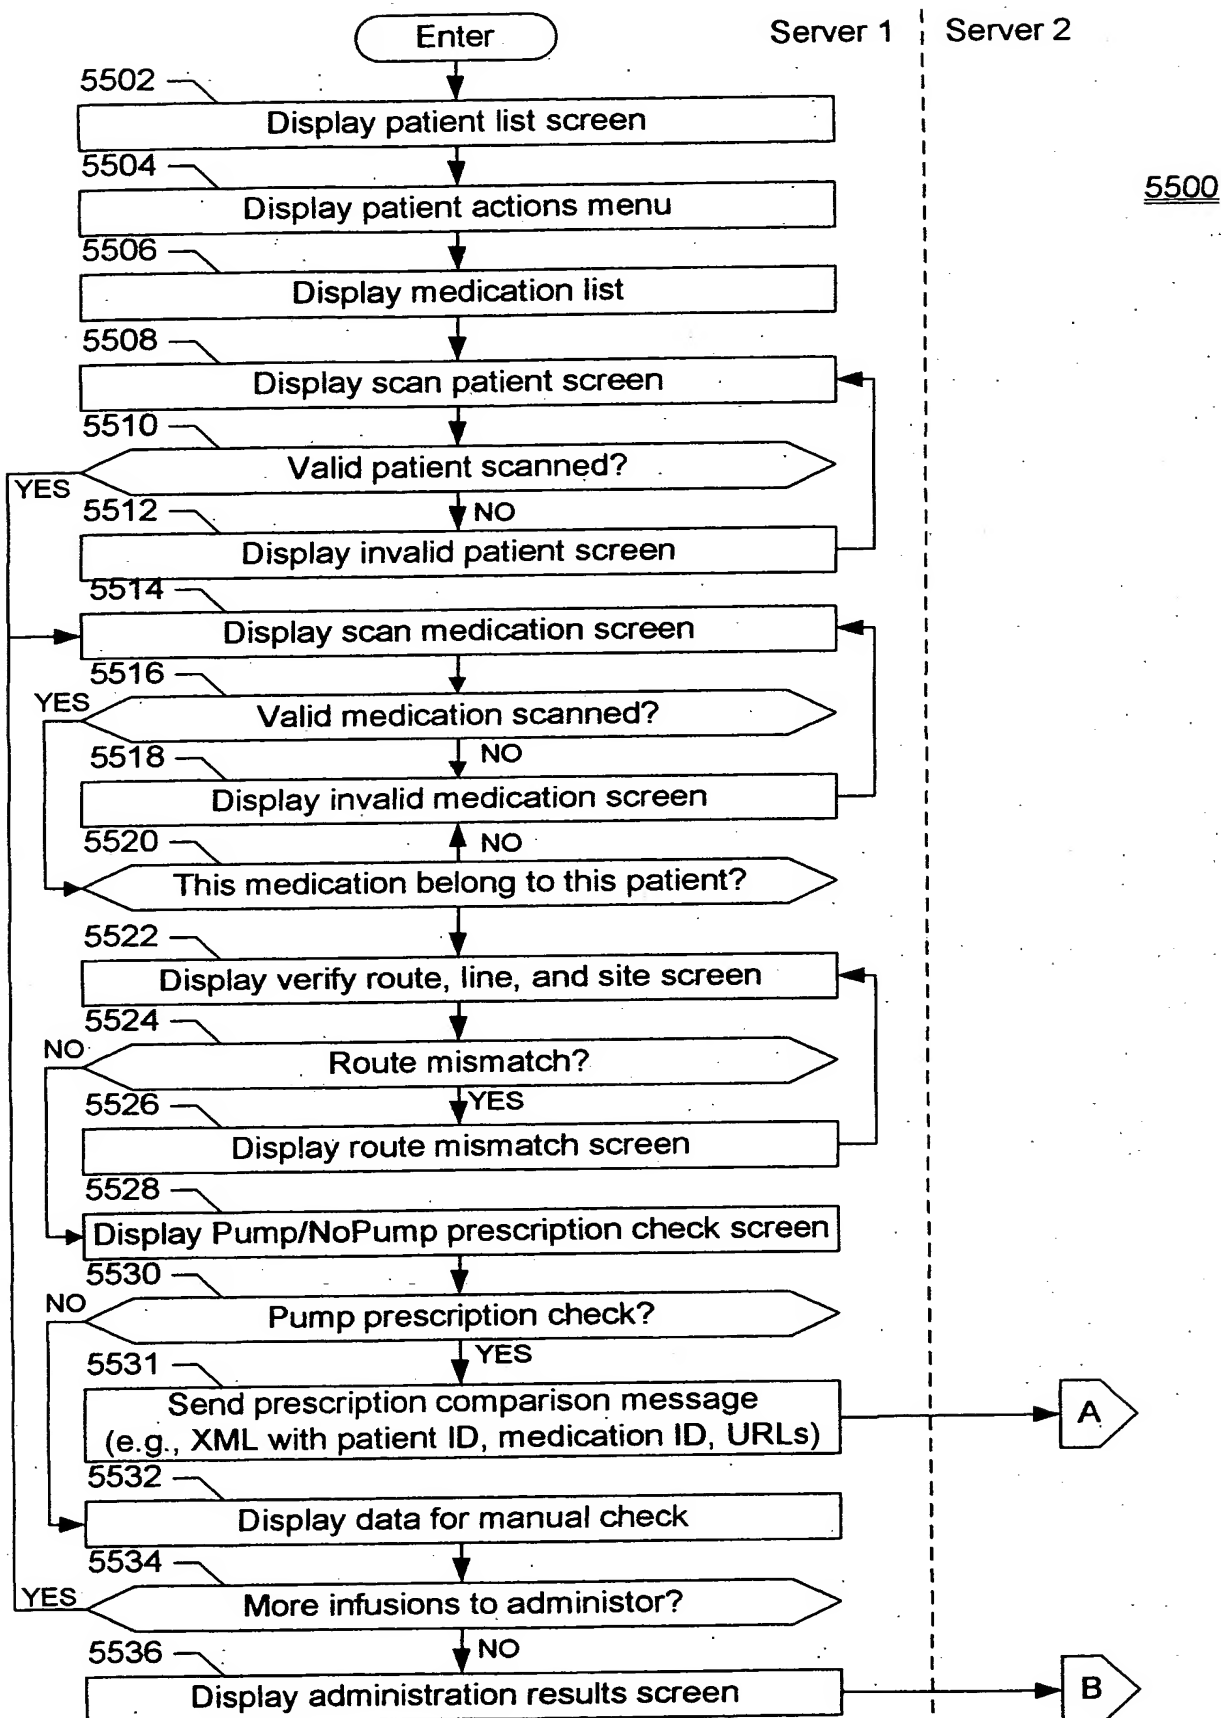 Enter
Server 1
Server 2
5502
Display patient list screen
5504
Display patient actions menu
5500
5506
Display medication list
5508
Display scan patient screen
5510
Valid patient scanned?
YES
NO
5512
Display invalid patient screen
5514
Display scan medication screen
5516
YES
Valid medication scanned?
NO
5518
Display invalid medication screen
NO
5520
This medication belong to this patient?
5522
Display verify route, line, and site screen
5524
NO
Route mismatch?
YES
5526
Display route mismatch screen
5528
Display Pump/NoPump prescription check screen
5530
NO
Pump prescription check?
YES
5531
Send prescription comparison message
(e.g., XML with patient ID, medication ID, URLs)
A
5532
Display data for manual check
5534
YES
More infusions to administor?
NO
5536
Display administration results screen
B